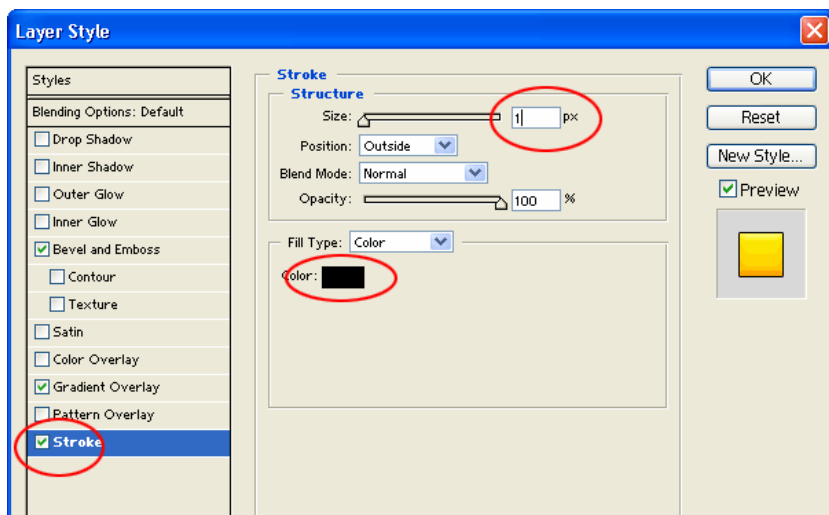 Layer Style
Styles
Blending Options: Default
Drop Shadow
Inner Shadow
Outer Glow
Inner Glow
Bevel and Emboss
Contour
Texture
Satin
Color Overlay
Gradient Overlay
Pattern Overlay
Stroke
Stroke
Structure
Size: 1 px
Position: Outside
Blend Mode: Normal
Opacity: 100 %
Fill Type: Color
Color:
OK
Reset
New Style...
Preview